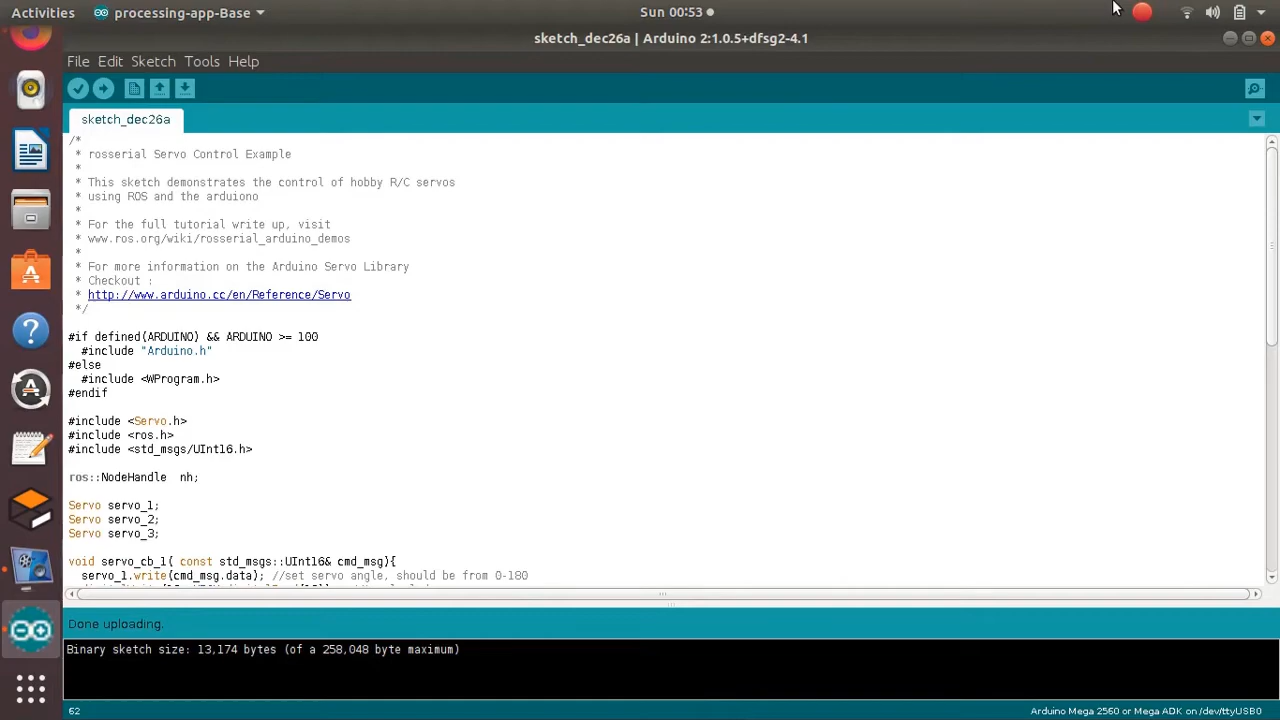 Activities processing-app-Base Sun 00:53
sketch_dec26a | Arduino 2:1.0.5+dfsg2-4.1
File Edit Sketch Tools Help
sketch_dec26a
/*
* rosserial Servo Control Example
*
* This sketch demonstrates the control of hobby R/C servos
* using ROS and the arduiono
*
* For the full tutorial write up, visit
* www.ros.org/wiki/rosserial_arduino_demos
*
* For more information on the Arduino Servo Library
* Checkout :
* http://www.arduino.cc/en/Reference/Servo
*/
#if defined(ARDUINO) && ARDUINO >= 100
#include "Arduino.h"
#else
#include <WProgram.h>
#endif
#include <Servo.h>
#include <ros.h>
#include <std_msgs/UInt16.h>
ros::NodeHandle nh;
Servo servo_1;
Servo servo_2;
Servo servo_3;
void servo_cb_1( const std_msgs::UInt16& cmd_msg){
servo_1.write(cmd_msg.data); //set servo angle, should be from 0-180
Done uploading.
Binary sketch size: 13,174 bytes (of a 258,048 byte maximum)
62 Arduino Mega 2560 or Mega ADK on /dev/ttyUSB0